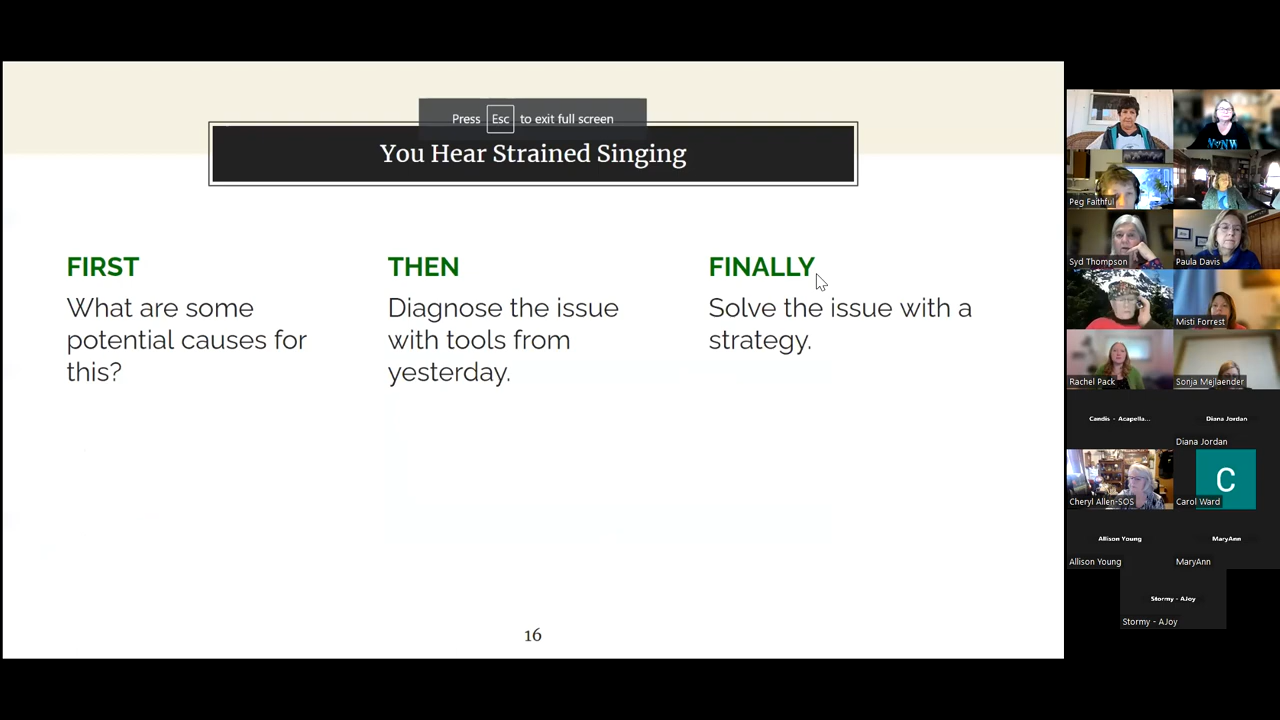 Press Esc to exit full screen
You Hear Strained Singing
FIRST
What are some
potential causes for
this?
THEN
Diagnose the issue
with tools from
yesterday.
FINALLY
Solve the issue with a
strategy.
16
Peg Faithful
Syd Thompson
Paula Davis
Misti Forrest
Rachel Pack
Sonja Mejlaender
Candis - Acapella...
Diana Jordan
Diana Jordan
Cheryl Allen-SOS
C
Carol Ward
Allison Young
MaryAnn
Allison Young
MaryAnn
Stormy - AJoy
Stormy - AJoy